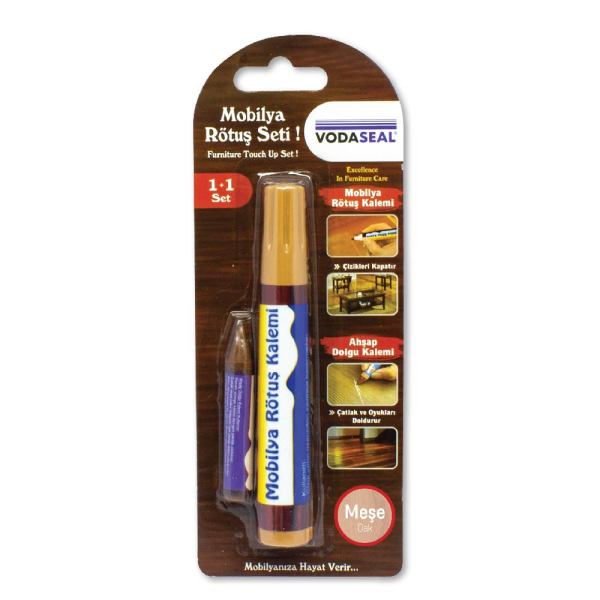 Mobilya
Rötuş Seti !
Furniture Touch Up Set !
1+1
Set
VODASEAL®
Excellence
In Furniture Care
Mobilya
Rötuş Kalemi
» Çizikleri Kapatır
Ahşap
Dolgu Kalemi
» Çatlak ve Oyukları
Doldurur
Mobilya Rötuş Kalemi
Meşe
Oak
Mobilyanıza Hayat Verir...